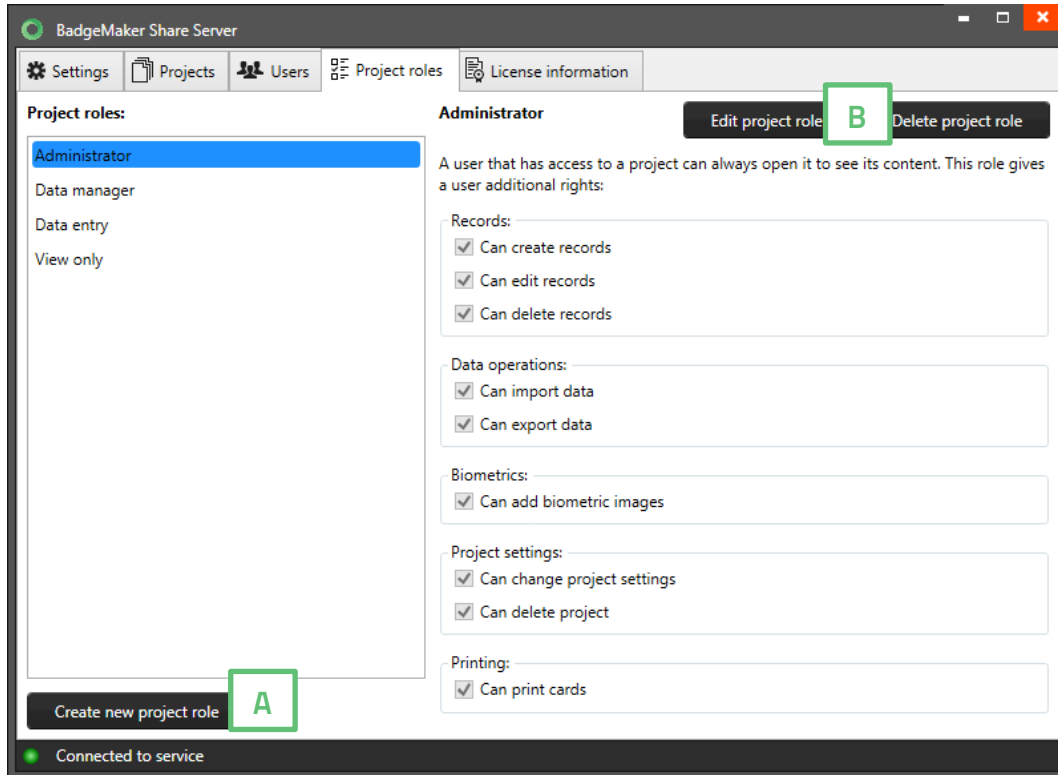 BadgeMaker Share Server
Settings
Projects
Users
Project roles
License information
Project roles:
Administrator
Data manager
Data entry
View only
Create new project role
A
Administrator
Edit project role
B
Delete project role
A user that has access to a project can always open it to see its content. This role gives
a user additional rights:
Records:
Can create records
Can edit records
Can delete records
Data operations:
Can import data
Can export data
Biometrics:
Can add biometric images
Project settings:
Can change project settings
Can delete project
Printing:
Can print cards
Connected to service